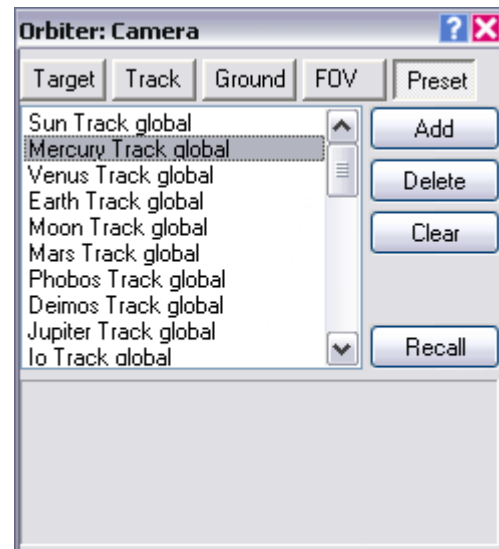 Orbiter: Camera
Target Track Ground FOV Preset
Sun Track global
Mercury Track global
Venus Track global
Earth Track global
Moon Track global
Mars Track global
Phobos Track global
Deimos Track global
Jupiter Track global
Io Track global
Add
Delete
Clear
Recall